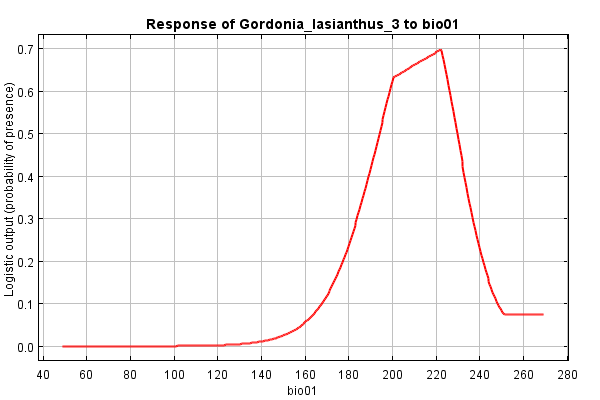 Response of Gordonia_lasianthus_3 to bio01
Logistic output (probability of presence)
0.7
0.6
0.5
0.4
0.3
0.2
0.1
0.0
40 60 80 100 120 140 160 180 200 220 240 260 280
bio01